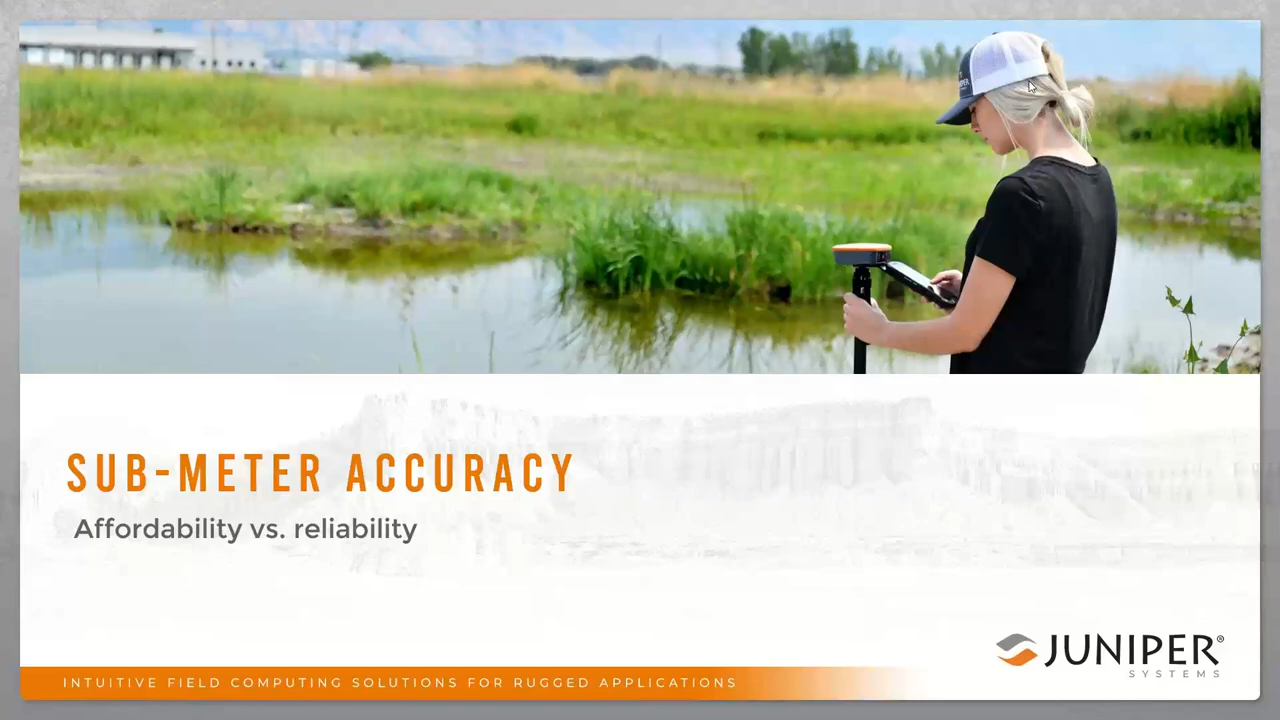 SUB-METER ACCURACY
Affordability vs. reliability
JUNIPER®
SYSTEMS
INTUITIVE FIELD COMPUTING SOLUTIONS FOR RUGGED APPLICATIONS